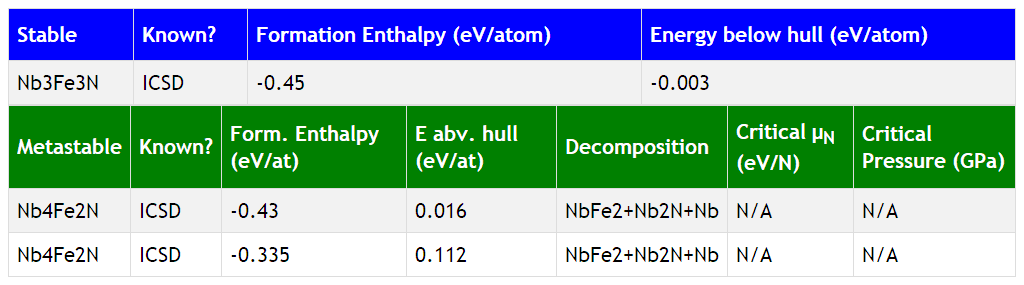 Stable Known? Formation Enthalpy (eV/atom) Energy below hull (eV/atom)
Nb3Fe3N ICSD -0.45 -0.003
Metastable Known? Form. Enthalpy (eV/at) E abv. hull (eV/at) Decomposition Critical μN (eV/N) Critical Pressure (GPa)
Nb4Fe2N ICSD -0.43 0.016 NbFe2+Nb2N+Nb N/A N/A
Nb4Fe2N ICSD -0.335 0.112 NbFe2+Nb2N+Nb N/A N/A